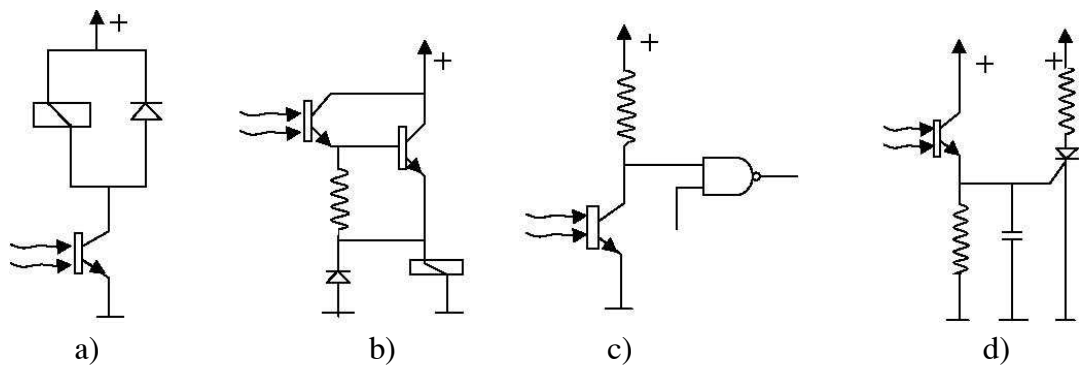 + + + + +
a) b) c) d)